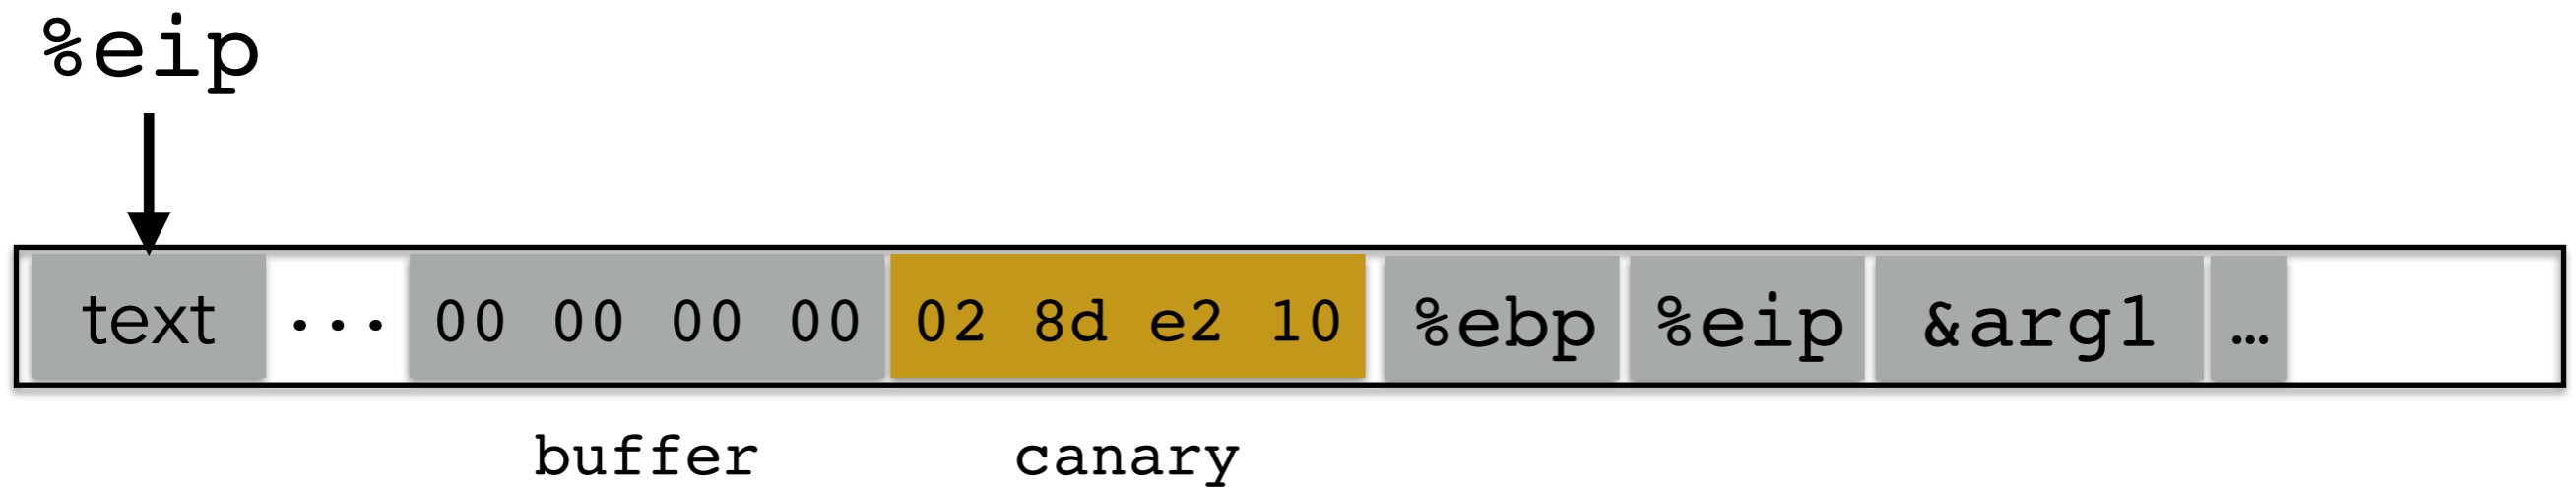 %eip
text ... 00 00 00 00 02 8d e2 10 %ebp %eip &arg1 …
buffer canary